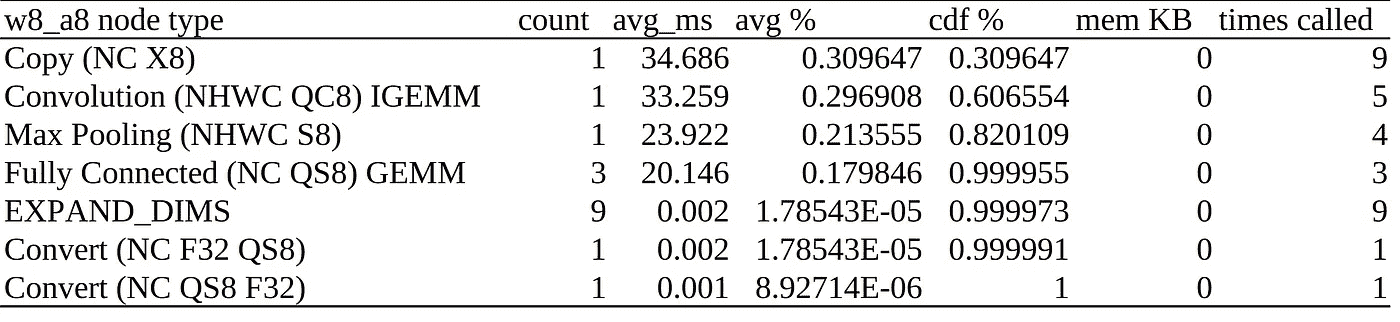 w8_a8 node type count avg_ms avg % cdf % mem KB times called
Copy (NC X8) 1 34.686 0.309647 0.309647 0 9
Convolution (NHWC QC8) IGEMM 1 33.259 0.296908 0.606554 0 5
Max Pooling (NHWC S8) 1 23.922 0.213555 0.820109 0 4
Fully Connected (NC QS8) GEMM 3 20.146 0.179846 0.999955 0 3
EXPAND_DIMS 9 0.002 1.78543E-05 0.999973 0 9
Convert (NC F32 QS8) 1 0.002 1.78543E-05 0.999991 0 1
Convert (NC QS8 F32) 1 0.001 8.92714E-06 1 0 1